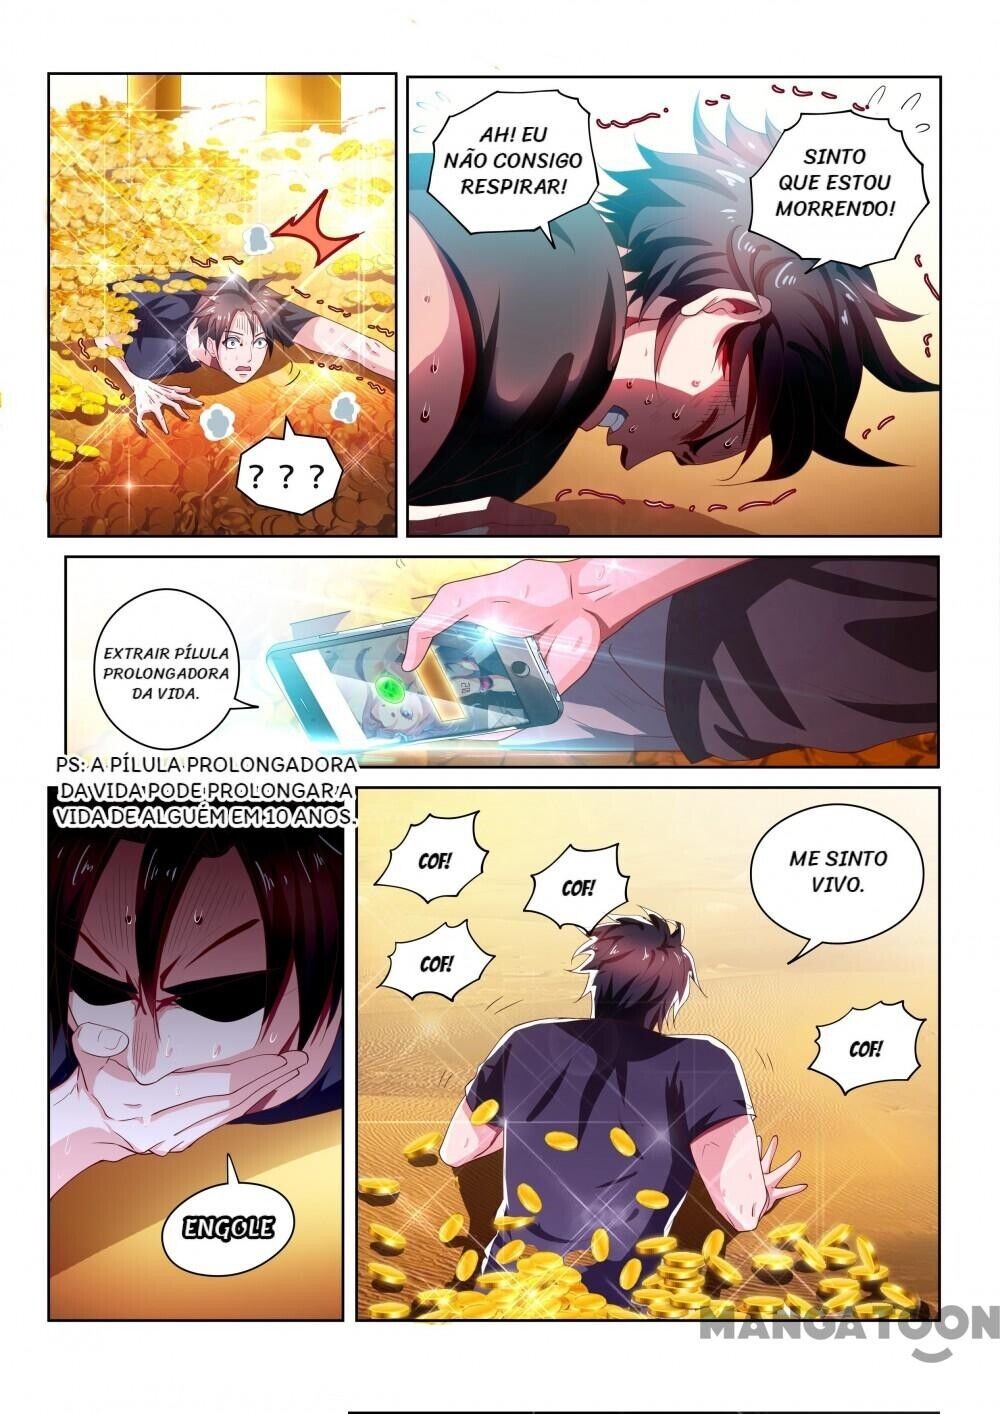 ? ? ?
AH! EU
NÃO CONSIGO
RESPIRAR!
SINTO
QUE ESTOU
MORRENDO!
EXTRAIR PÍLULA
PROLONGADORA
DA VIDA.
PS: A PÍLULA PROLONGADORA
DA VIDA PODE PROLONGAR A
VIDA DE ALGUÉM EM 10 ANOS.
ENGOLE
COF!
COF!
COF!
ME SINTO
VIVO.
COF!
MANGATOON